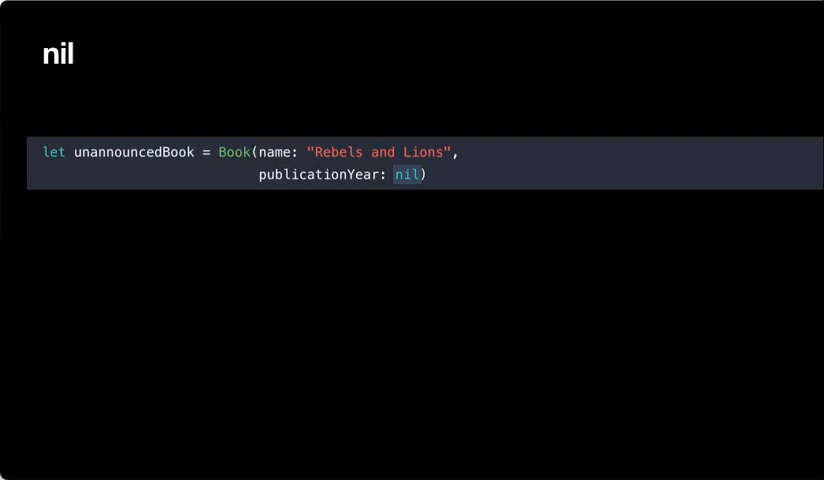 nil
let unannouncedBook = Book(name: "Rebels and Lions",
publicationYear: nil)